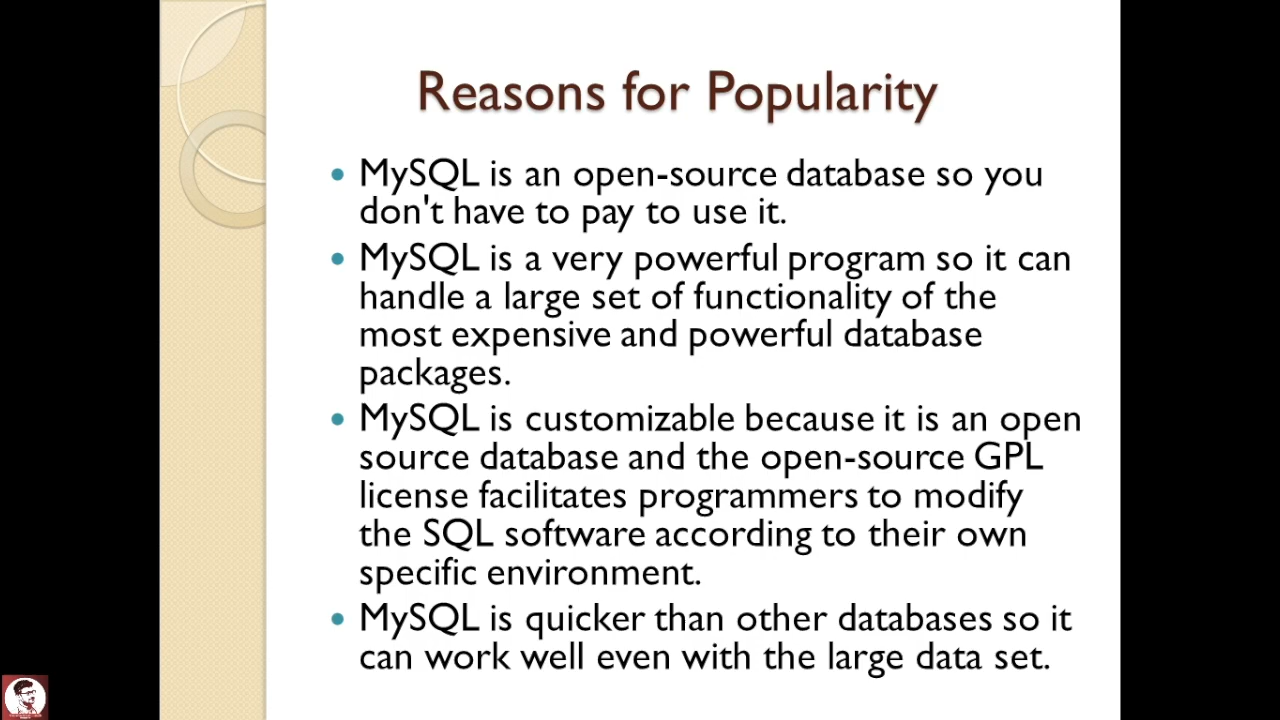 Reasons for Popularity
• MySQL is an open-source database so you
don't have to pay to use it.
• MySQL is a very powerful program so it can
handle a large set of functionality of the
most expensive and powerful database
packages.
• MySQL is customizable because it is an open
source database and the open-source GPL
license facilitates programmers to modify
the SQL software according to their own
specific environment.
• MySQL is quicker than other databases so it
can work well even with the large data set.